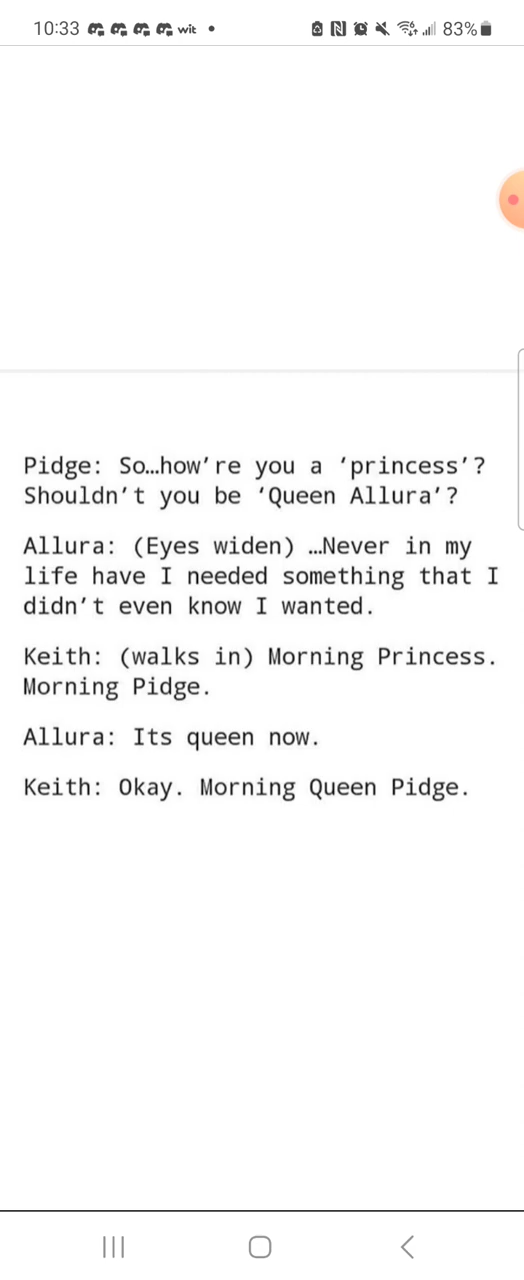 10:33 wit • 83%
Pidge: So…how're you a ‘princess’?
Shouldn't you be ‘Queen Allura’?
Allura: (Eyes widen) …Never in my
life have I needed something that I
didn't even know I wanted.
Keith: (walks in) Morning Princess.
Morning Pidge.
Allura: Its queen now.
Keith: Okay. Morning Queen Pidge.